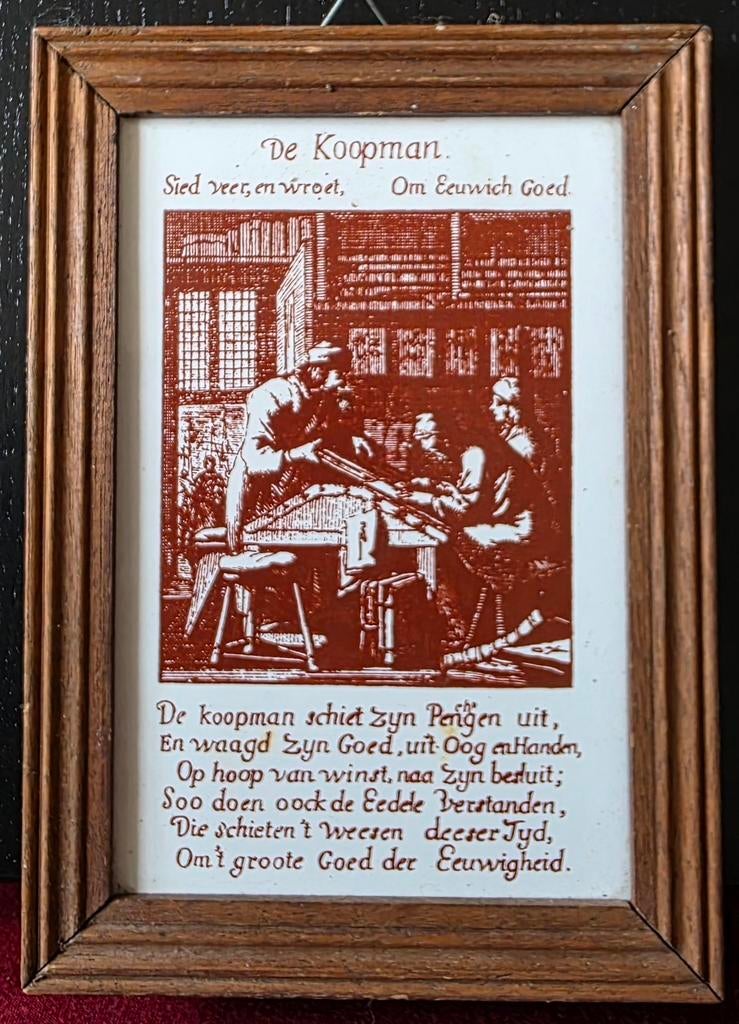 De Koopman.
Sied veer, en wroet, Om Eeuwich Goed.
De koopman schiet zyn Pengen uit,
En waagd zyn Goed, uit Oog en Handen,
Op hoop van winst, naa zyn besluit;
Soo doen oock de Eedele Verstanden,
Die schieten 't weesen deeser Tyd,
Om 't groote Goed der Eeuwigheid.